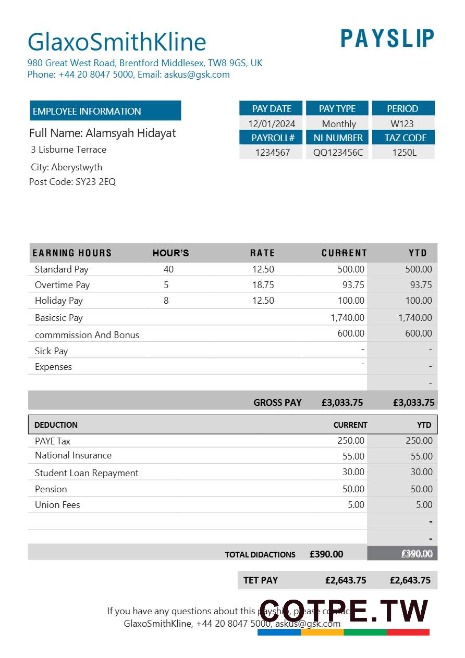 GlaxoSmithKline
PAYSLIP
980 Great West Road, Brentford Middlesex, TW8 9GS, UK
Phone: +44 20 8047 5000, Email: askus@gsk.com
EMPLOYEE INFORMATION
Full Name: Alamsyah Hidayat
3 Lisburne Terrace
City: Aberystwyth
Post Code: SY23 2EQ
PAY DATE PAY TYPE PERIOD
12/01/2024 Monthly W123
PAYROLL# NI NUMBER TAZ CODE
1234567 QQ123456C 1250L
EARNING HOURS HOUR'S RATE CURRENT YTD
Standard Pay 40 12.50 500.00 500.00
Overtime Pay 5 18.75 93.75 93.75
Holiday Pay 8 12.50 100.00 100.00
Basicsic Pay 1,740.00 1,740.00
commmission And Bonus 600.00 600.00
Sick Pay - -
Expenses - -
-
GROSS PAY £3,033.75 £3,033.75
DEDUCTION CURRENT YTD
PAYE Tax 250.00 250.00
National Insurance 55.00 55.00
Student Loan Repayment 30.00 30.00
Pension 50.00 50.00
Union Fees 5.00 5.00
-
-
TOTAL DIDACTIONS £390.00 £390.00
TET PAY £2,643.75 £2,643.75
If you have any questions about this payslip, please contact
GlaxoSmithKline, +44 20 8047 5000, askus@gsk.com
COTPE.TW